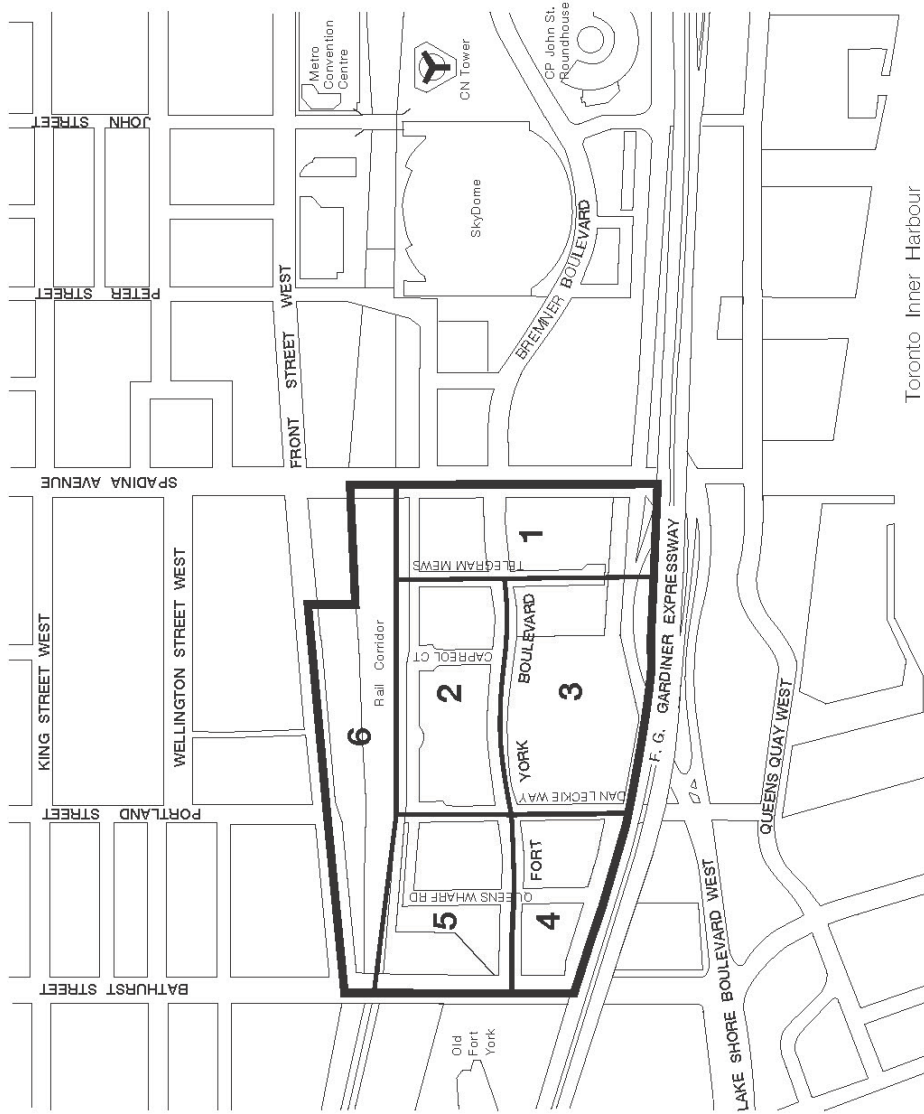 JOHN STREET
PETER STREET
SPADINA AVENUE
PORTLAND STREET
BATHURST STREET
KING STREET WEST
WELLINGTON STREET WEST
FRONT STREET WEST
Metro
Convention
Centre
CN Tower
CP John St.
Roundhouse
SkyDome
BREMNER BOULEVARD
Rail Corridor
6
TELEGRAM MEWS
1
CAPREOL CT
2
3
FORT YORK BOULEVARD
DAN LECKIE WAY
QUEENS WHARF RD
5
4
Old
Fort
York
F. G. GARDINER EXPRESSWAY
LAKE SHORE BOULEVARD WEST
QUEENS QUAY WEST
Toronto Inner Harbour